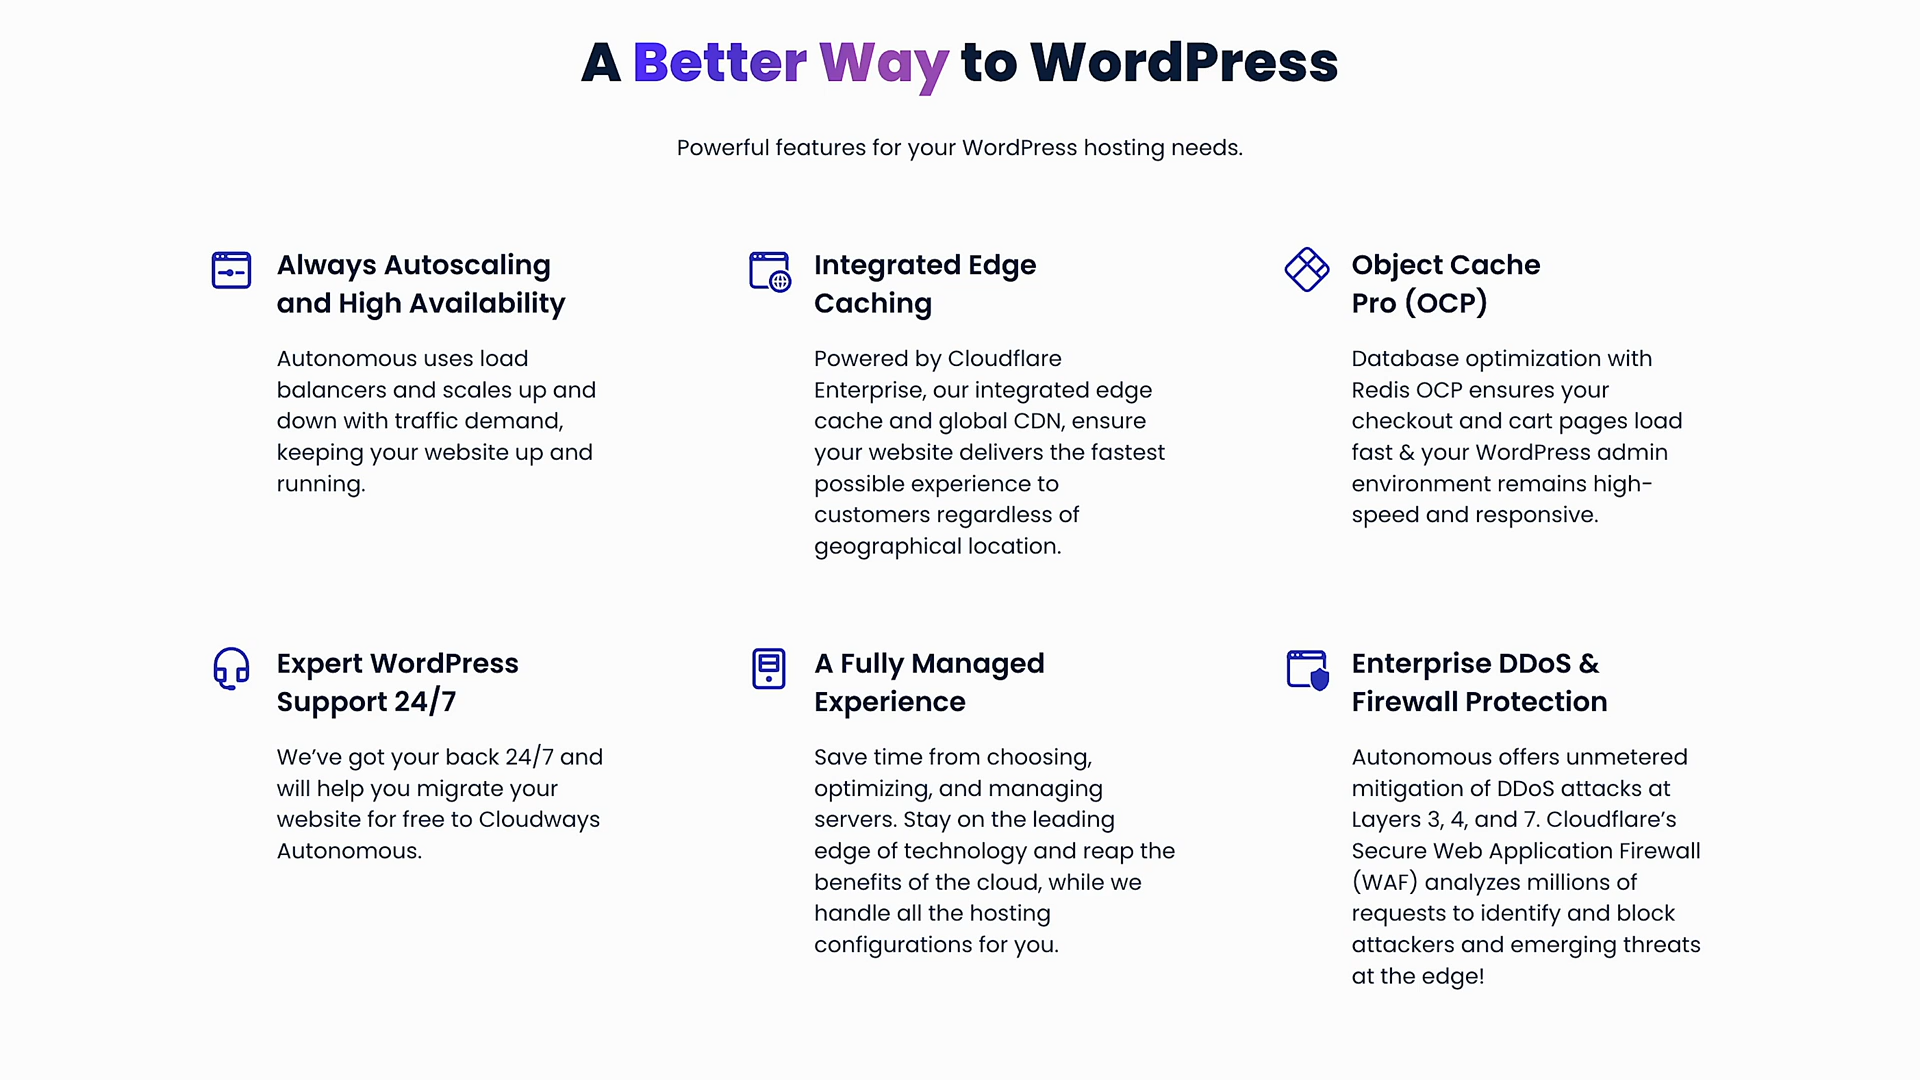 A Better Way to WordPress
Powerful features for your WordPress hosting needs.
Always Autoscaling
and High Availability
Autonomous uses load
balancers and scales up and
down with traffic demand,
keeping your website up and
running.
Integrated Edge
Caching
Powered by Cloudflare
Enterprise, our integrated edge
cache and global CDN, ensure
your website delivers the fastest
possible experience to
customers regardless of
geographical location.
Object Cache
Pro (OCP)
Database optimization with
Redis OCP ensures your
checkout and cart pages load
fast & your WordPress admin
environment remains high-
speed and responsive.
Expert WordPress
Support 24/7
We’ve got your back 24/7 and
will help you migrate your
website for free to Cloudways
Autonomous.
A Fully Managed
Experience
Save time from choosing,
optimizing, and managing
servers. Stay on the leading
edge of technology and reap the
benefits of the cloud, while we
handle all the hosting
configurations for you.
Enterprise DDoS &
Firewall Protection
Autonomous offers unmetered
mitigation of DDoS attacks at
Layers 3, 4, and 7. Cloudflare’s
Secure Web Application Firewall
(WAF) analyzes millions of
requests to identify and block
attackers and emerging threats
at the edge!